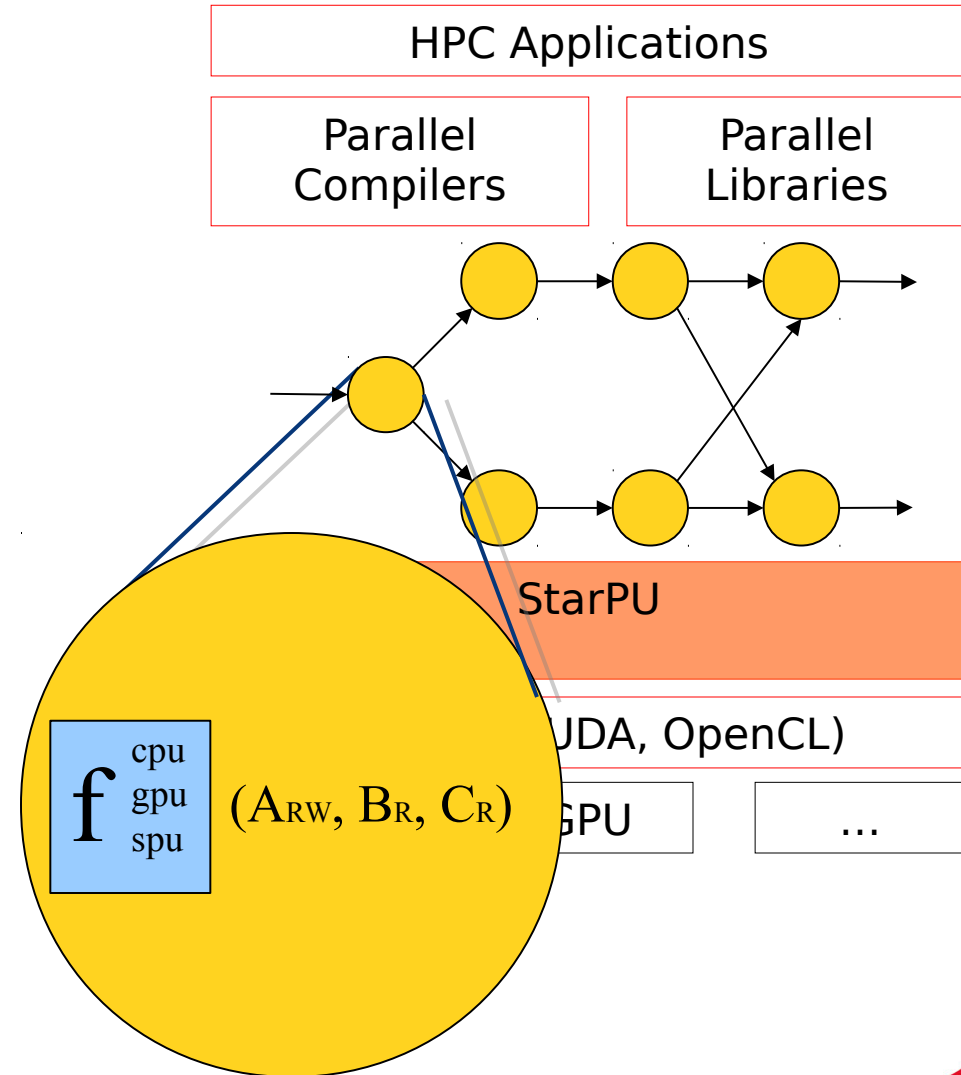 HPC Applications
Parallel
Compilers
Parallel
Libraries
StarPU
UDA, OpenCL)
GPU
...
cpu
f gpu (ARW, BR, CR)
spu